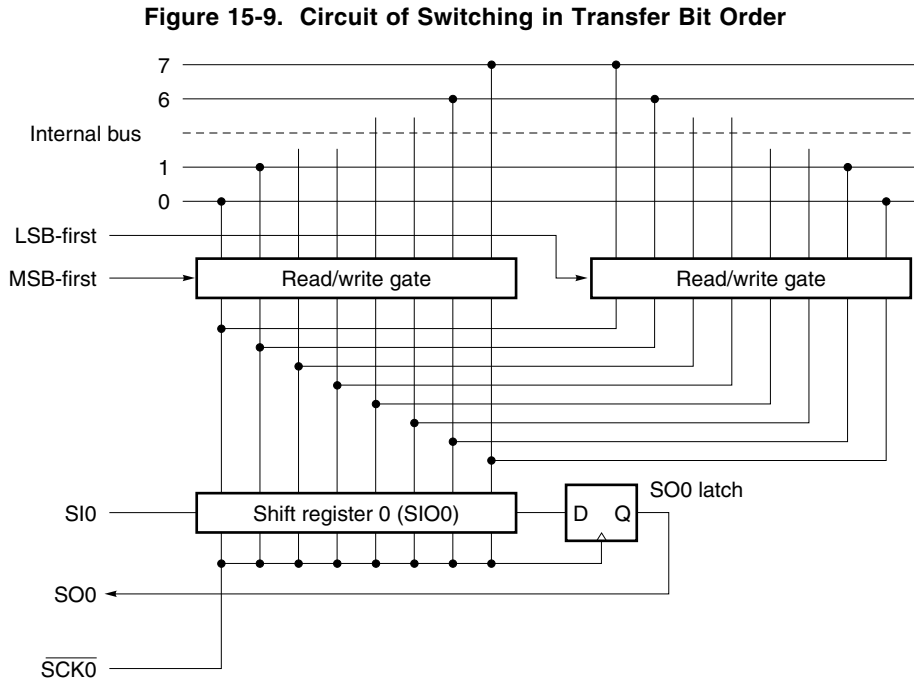 Figure 15-9. Circuit of Switching in Transfer Bit Order
7
6
Internal bus
1
0
LSB-first
MSB-first
Read/write gate
Read/write gate
SO0 latch
SI0
Shift register 0 (SIO0)
D
Q
SO0
SCK0